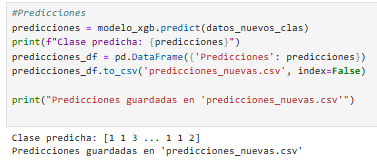 #Predicciones
predicciones = modelo_xgb.predict(datos_nuevos_clas)
print(f"Clase predicha: {predicciones}")
predicciones_df = pd.DataFrame({'Predicciones': predicciones})
predicciones_df.to_csv('predicciones_nuevas.csv', index=False)
print("Predicciones guardadas en 'predicciones_nuevas.csv'")
Clase predicha: [1 1 3 ... 1 1 2]
Predicciones guardadas en 'predicciones_nuevas.csv'